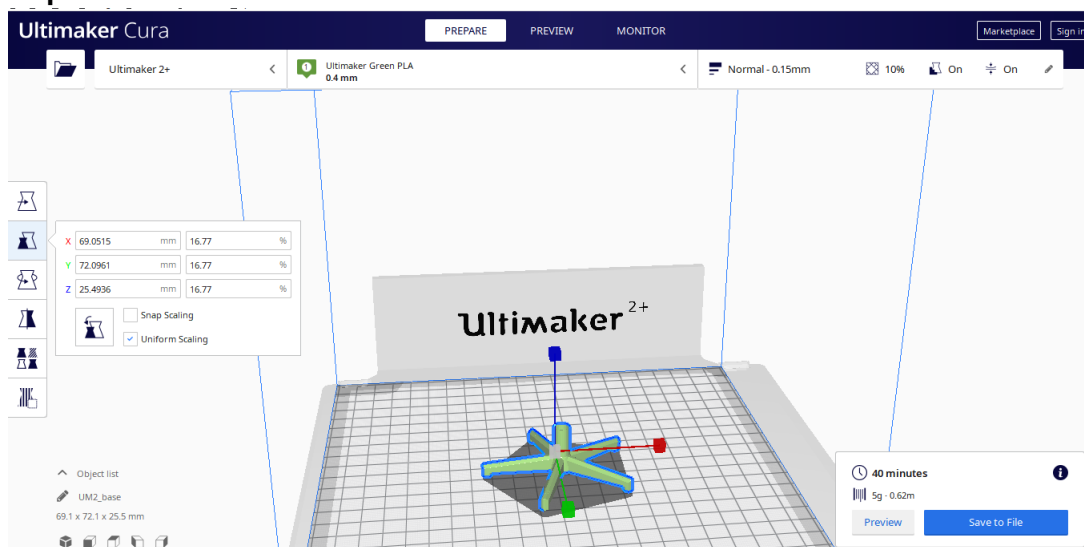 Ultimaker Cura
PREPARE
PREVIEW
MONITOR
Marketplace
Sign in
Ultimaker 2+
1
Ultimaker Green PLA
0.4 mm
Normal - 0.15mm
10%
On
On
X 69.0515 mm 16.77 %
Y 72.0961 mm 16.77 %
Z 25.4936 mm 16.77 %
Snap Scaling
Uniform Scaling
Ultimaker 2+
Object list
UM2_base
69.1 x 72.1 x 25.5 mm
40 minutes
5g · 0.62m
Preview
Save to File